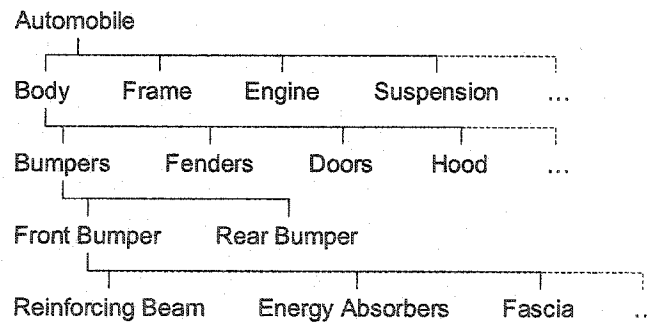 Automobile
Body Frame Engine Suspension ...
Bumpers Fenders Doors Hood ...
Front Bumper Rear Bumper
Reinforcing Beam Energy Absorbers Fascia ..